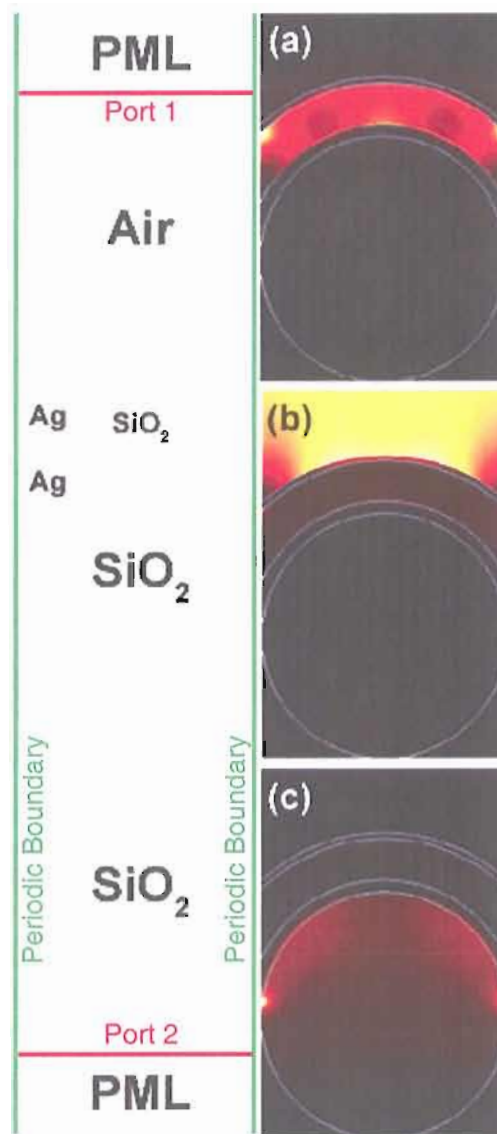 PML
Port 1
Air
Ag
SiO₂
Ag
SiO₂
SiO₂
Periodic Boundary
Periodic Boundary
Port 2
PML
(a)
(b)
(c)